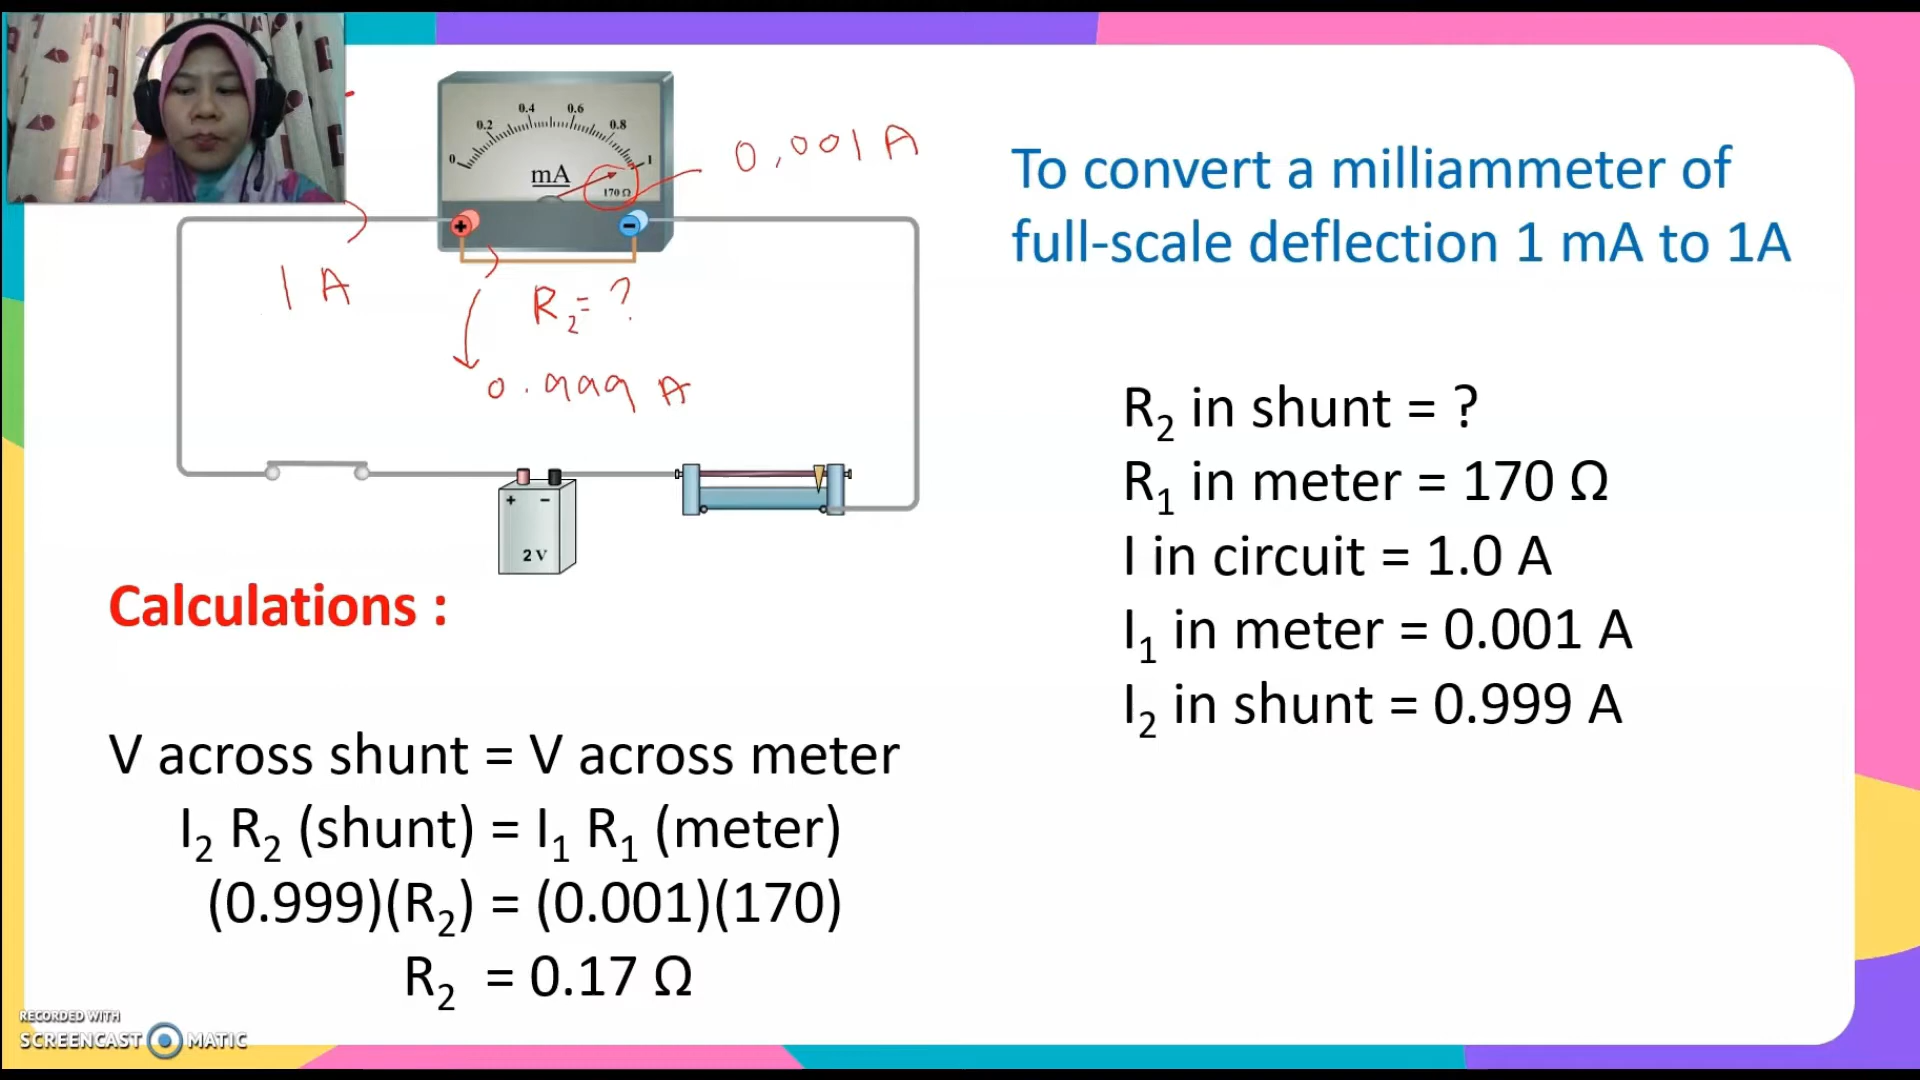 0 0.2 0.4 0.6 0.8 1
mA
170 Ω
0.001 A
+ -
1 A
R2 = ?
0.999 A
+ -
2 V
To convert a milliammeter of
full-scale deflection 1 mA to 1A
R2 in shunt = ?
R1 in meter = 170 Ω
I in circuit = 1.0 A
I1 in meter = 0.001 A
I2 in shunt = 0.999 A
Calculations :
V across shunt = V across meter
I2 R2 (shunt) = I1 R1 (meter)
(0.999)(R2) = (0.001)(170)
R2 = 0.17 Ω
RECORDED WITH
SCREENCAST MATIC